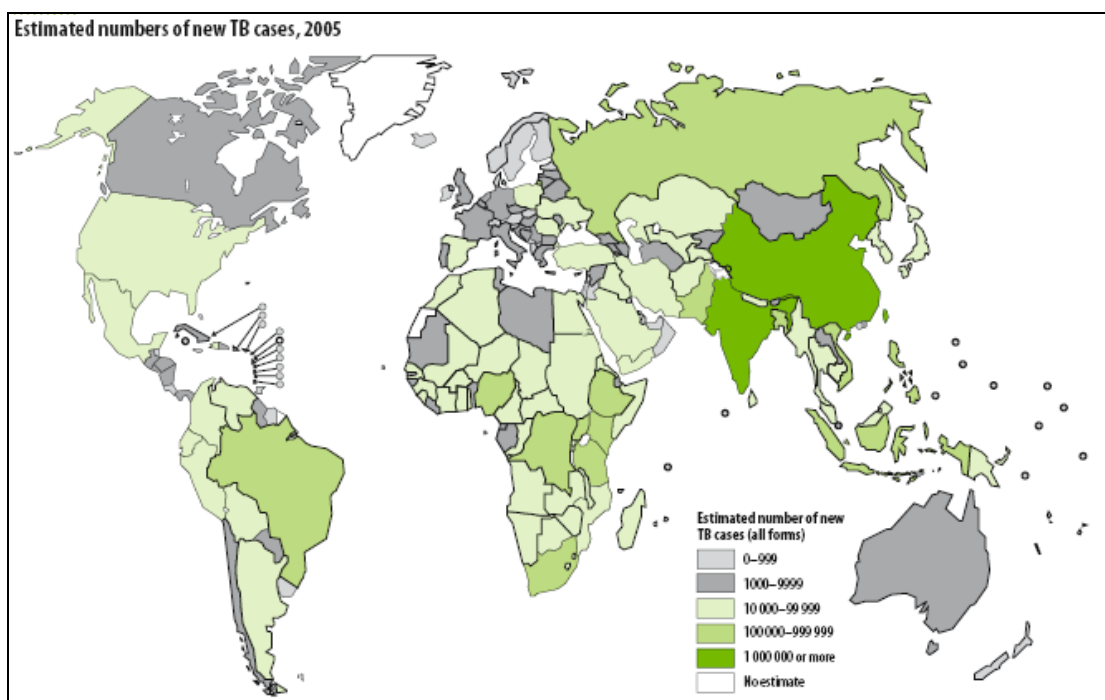 Estimated numbers of new TB cases, 2005
Estimated number of new
TB cases (all forms)
0–999
1000–9999
10 000–99 999
100 000–999 999
1 000 000 or more
No estimate